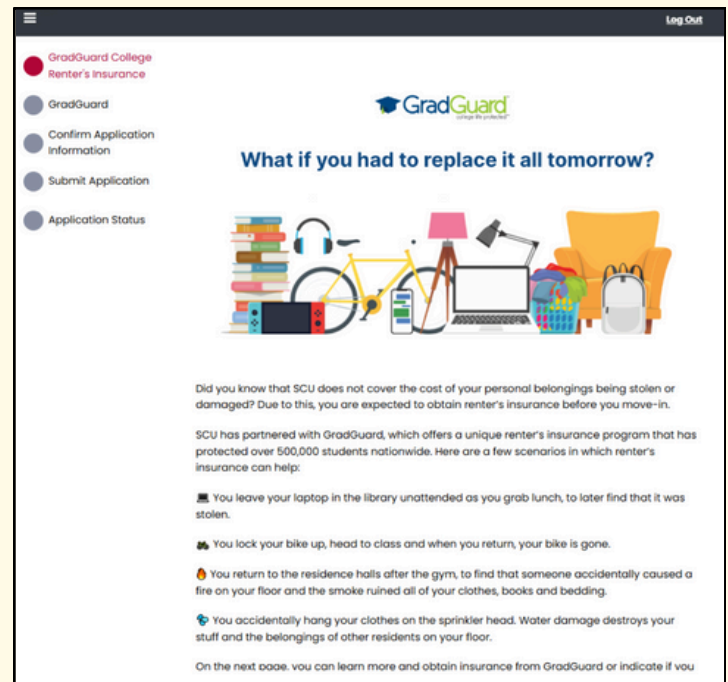 Log Out
GradGuard College
Renter's Insurance
GradGuard
Confirm Application
Information
Submit Application
Application Status
GradGuard
college life protected
What if you had to replace it all tomorrow?
Did you know that SCU does not cover the cost of your personal belongings being stolen or
damaged? Due to this, you are expected to obtain renter's insurance before you move-in.
SCU has partnered with GradGuard, which offers a unique renter's insurance program that has
protected over 500,000 students nationwide. Here are a few scenarios in which renter's
insurance can help:
You leave your laptop in the library unattended as you grab lunch, to later find that it was
stolen.
You lock your bike up, head to class and when you return, your bike is gone.
You return to the residence halls after the gym, to find that someone accidentally caused a
fire on your floor and the smoke ruined all of your clothes, books and bedding.
You accidentally hang your clothes on the sprinkler head. Water damage destroys your
stuff and the belongings of other residents on your floor.
On the next page, you can learn more and obtain insurance from GradGuard or indicate if you